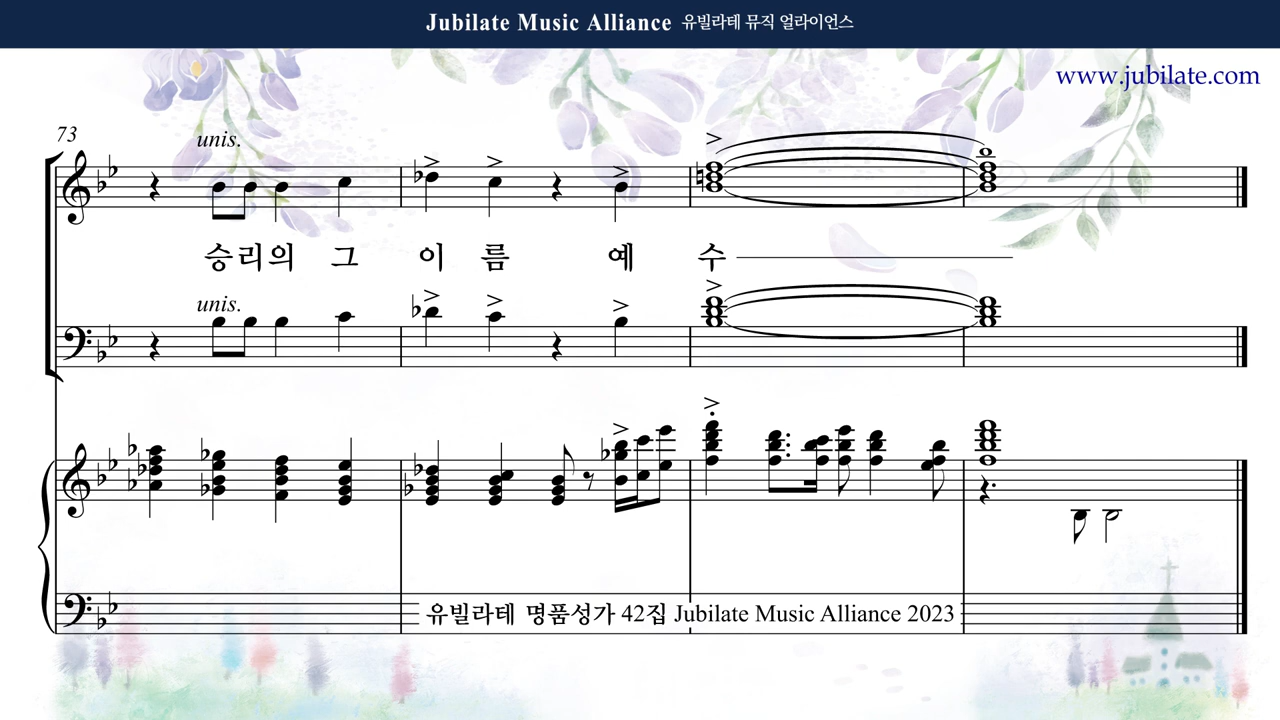 Jubilate Music Alliance 유빌라테 뮤직 얼라이언스
www.jubilate.com
73
unis.
승리의 그 이 름 예 수
unis.
유빌라테 명품성가 42집 Jubilate Music Alliance 2023